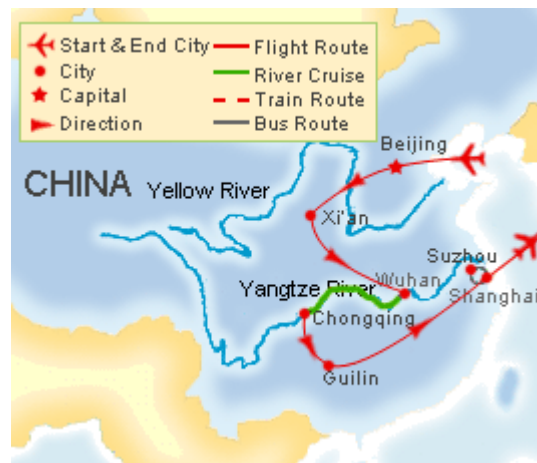 Start & End City
City
Capital
Direction
Flight Route
River Cruise
Train Route
Bus Route
Beijing
CHINA
Yellow River
Xi'an
Suzhou
Wuhan
Yangtze River
Shanghai
Chongqing
Guilin